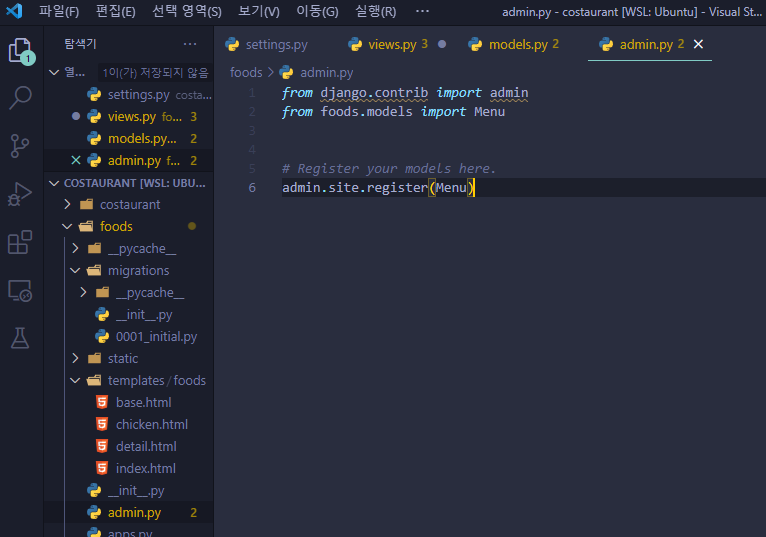 파일(F) 편집(E) 선택 영역(S) 보기(V) 이동(G) 실행(R) ··· admin.py - costaurant [WSL: Ubuntu] - Visual St...
탐색기 ···
settings.py views.py 3 models.py 2 admin.py 2
1
열... 1이(가) 저장되지 않음
foods > admin.py
settings.py costa...
views.py fo... 3
models.py... 2
admin.py f... 2
COSTAURANT [WSL: UBU...
costaurant
foods
__pycache__
migrations
__pycache__
__init__.py
0001_initial.py
static
templates / foods
base.html
chicken.html
detail.html
index.html
__init__.py
admin.py 2
apps.py
1 from django.contrib import admin
2 from foods.models import Menu
3
4
5 # Register your models here.
6 admin.site.register(Menu)